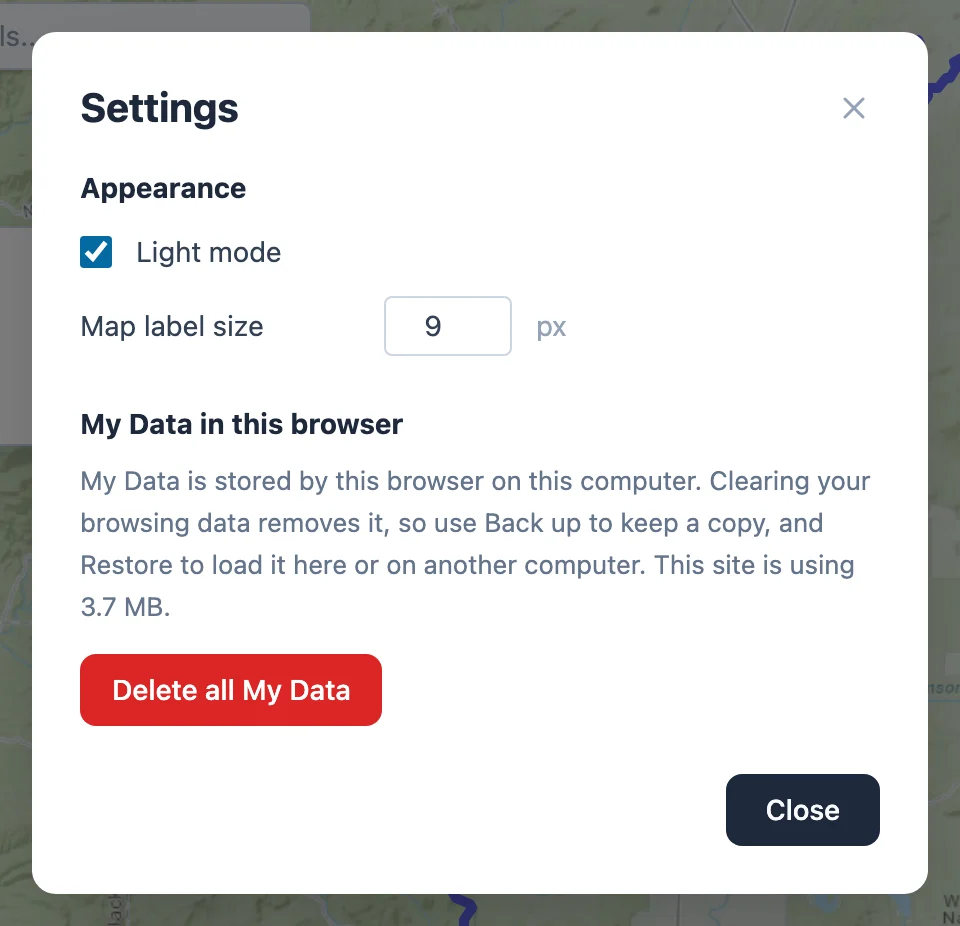 ls..
Settings
Appearance
Light mode
Map label size 9 px
My Data in this browser
My Data is stored by this browser on this computer. Clearing your
browsing data removes it, so use Back up to keep a copy, and
Restore to load it here or on another computer. This site is using
3.7 MB.
Delete all My Data
Close